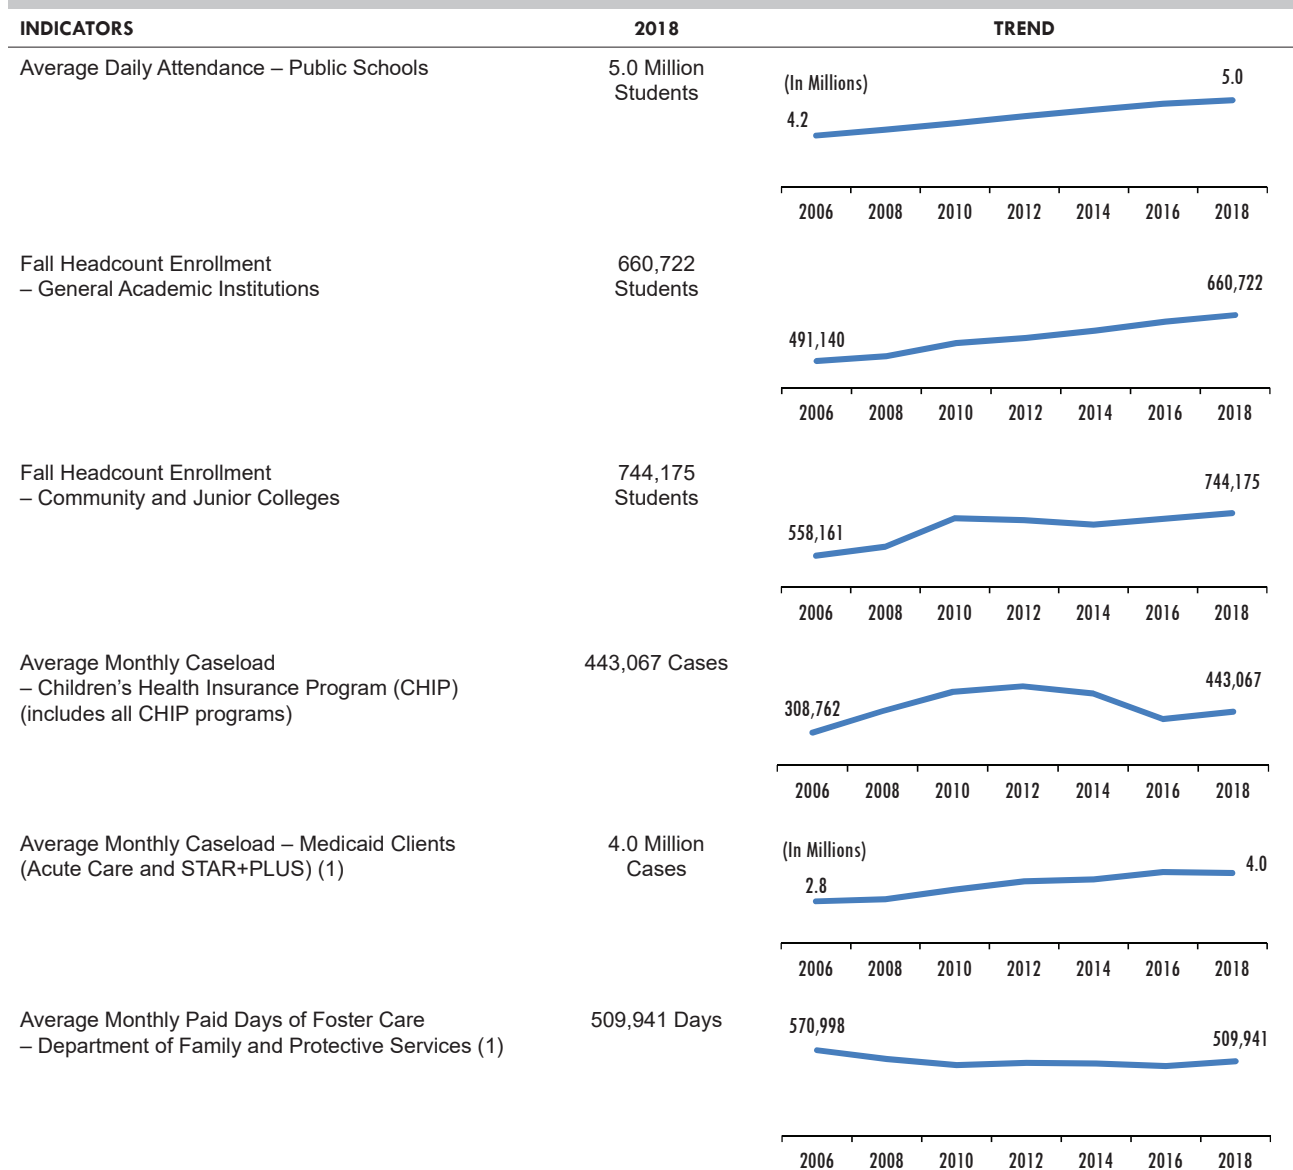 INDICATORS 2018 TREND
Average Daily Attendance – Public Schools 5.0 Million
Students
(In Millions)
4.2
5.0
2006 2008 2010 2012 2014 2016 2018
Fall Headcount Enrollment 660,722
– General Academic Institutions Students
491,140
660,722
2006 2008 2010 2012 2014 2016 2018
Fall Headcount Enrollment 744,175
– Community and Junior Colleges Students
558,161
744,175
2006 2008 2010 2012 2014 2016 2018
Average Monthly Caseload 443,067 Cases
– Children’s Health Insurance Program (CHIP)
(includes all CHIP programs)
308,762
443,067
2006 2008 2010 2012 2014 2016 2018
Average Monthly Caseload – Medicaid Clients 4.0 Million
(Acute Care and STAR+PLUS) (1) Cases
(In Millions)
2.8
4.0
2006 2008 2010 2012 2014 2016 2018
Average Monthly Paid Days of Foster Care 509,941 Days
– Department of Family and Protective Services (1)
570,998
509,941
2006 2008 2010 2012 2014 2016 2018